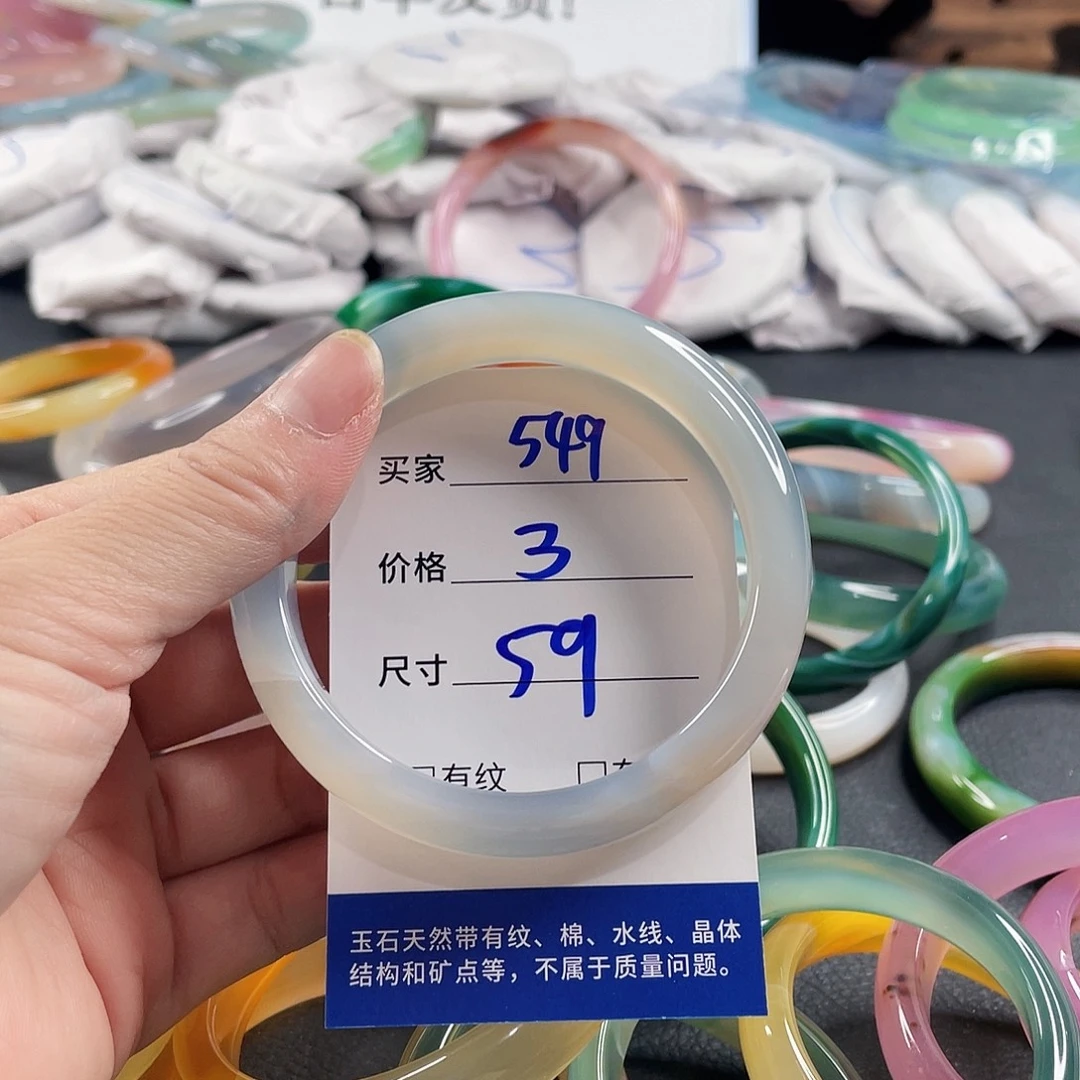 买家 549
价格 3
尺寸 59
□有纹 □
玉石天然带有纹、棉、水线、晶体
结构和矿点等，不属于质量问题。